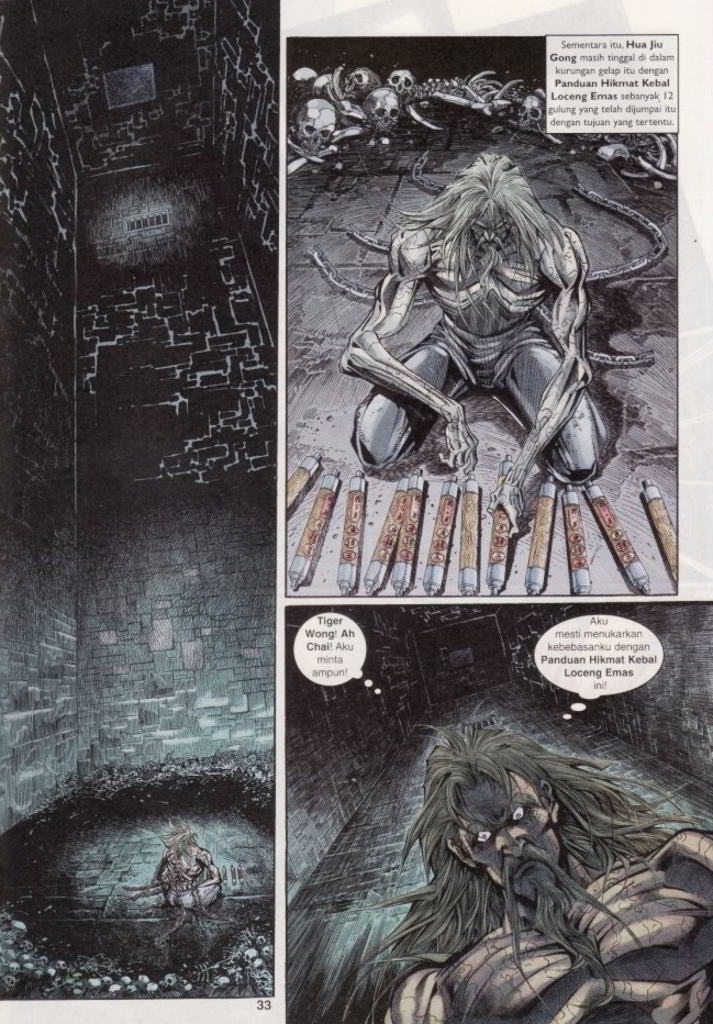 Sementara itu, Hua Jiu
Gong masih tinggal di dalam
kurungan gelap itu dengan
Panduan Hikmat Kebal
Loceng Emas sebanyak 12
gulung yang telah dijumpai itu
dengan tujuan yang tertentu.
Tiger
Wong! Ah
Chai! Aku
minta
ampun!
Aku
mesti menukarkan
kebebasanku dengan
Panduan Hikmat Kebal
Loceng Emas
ini!
33